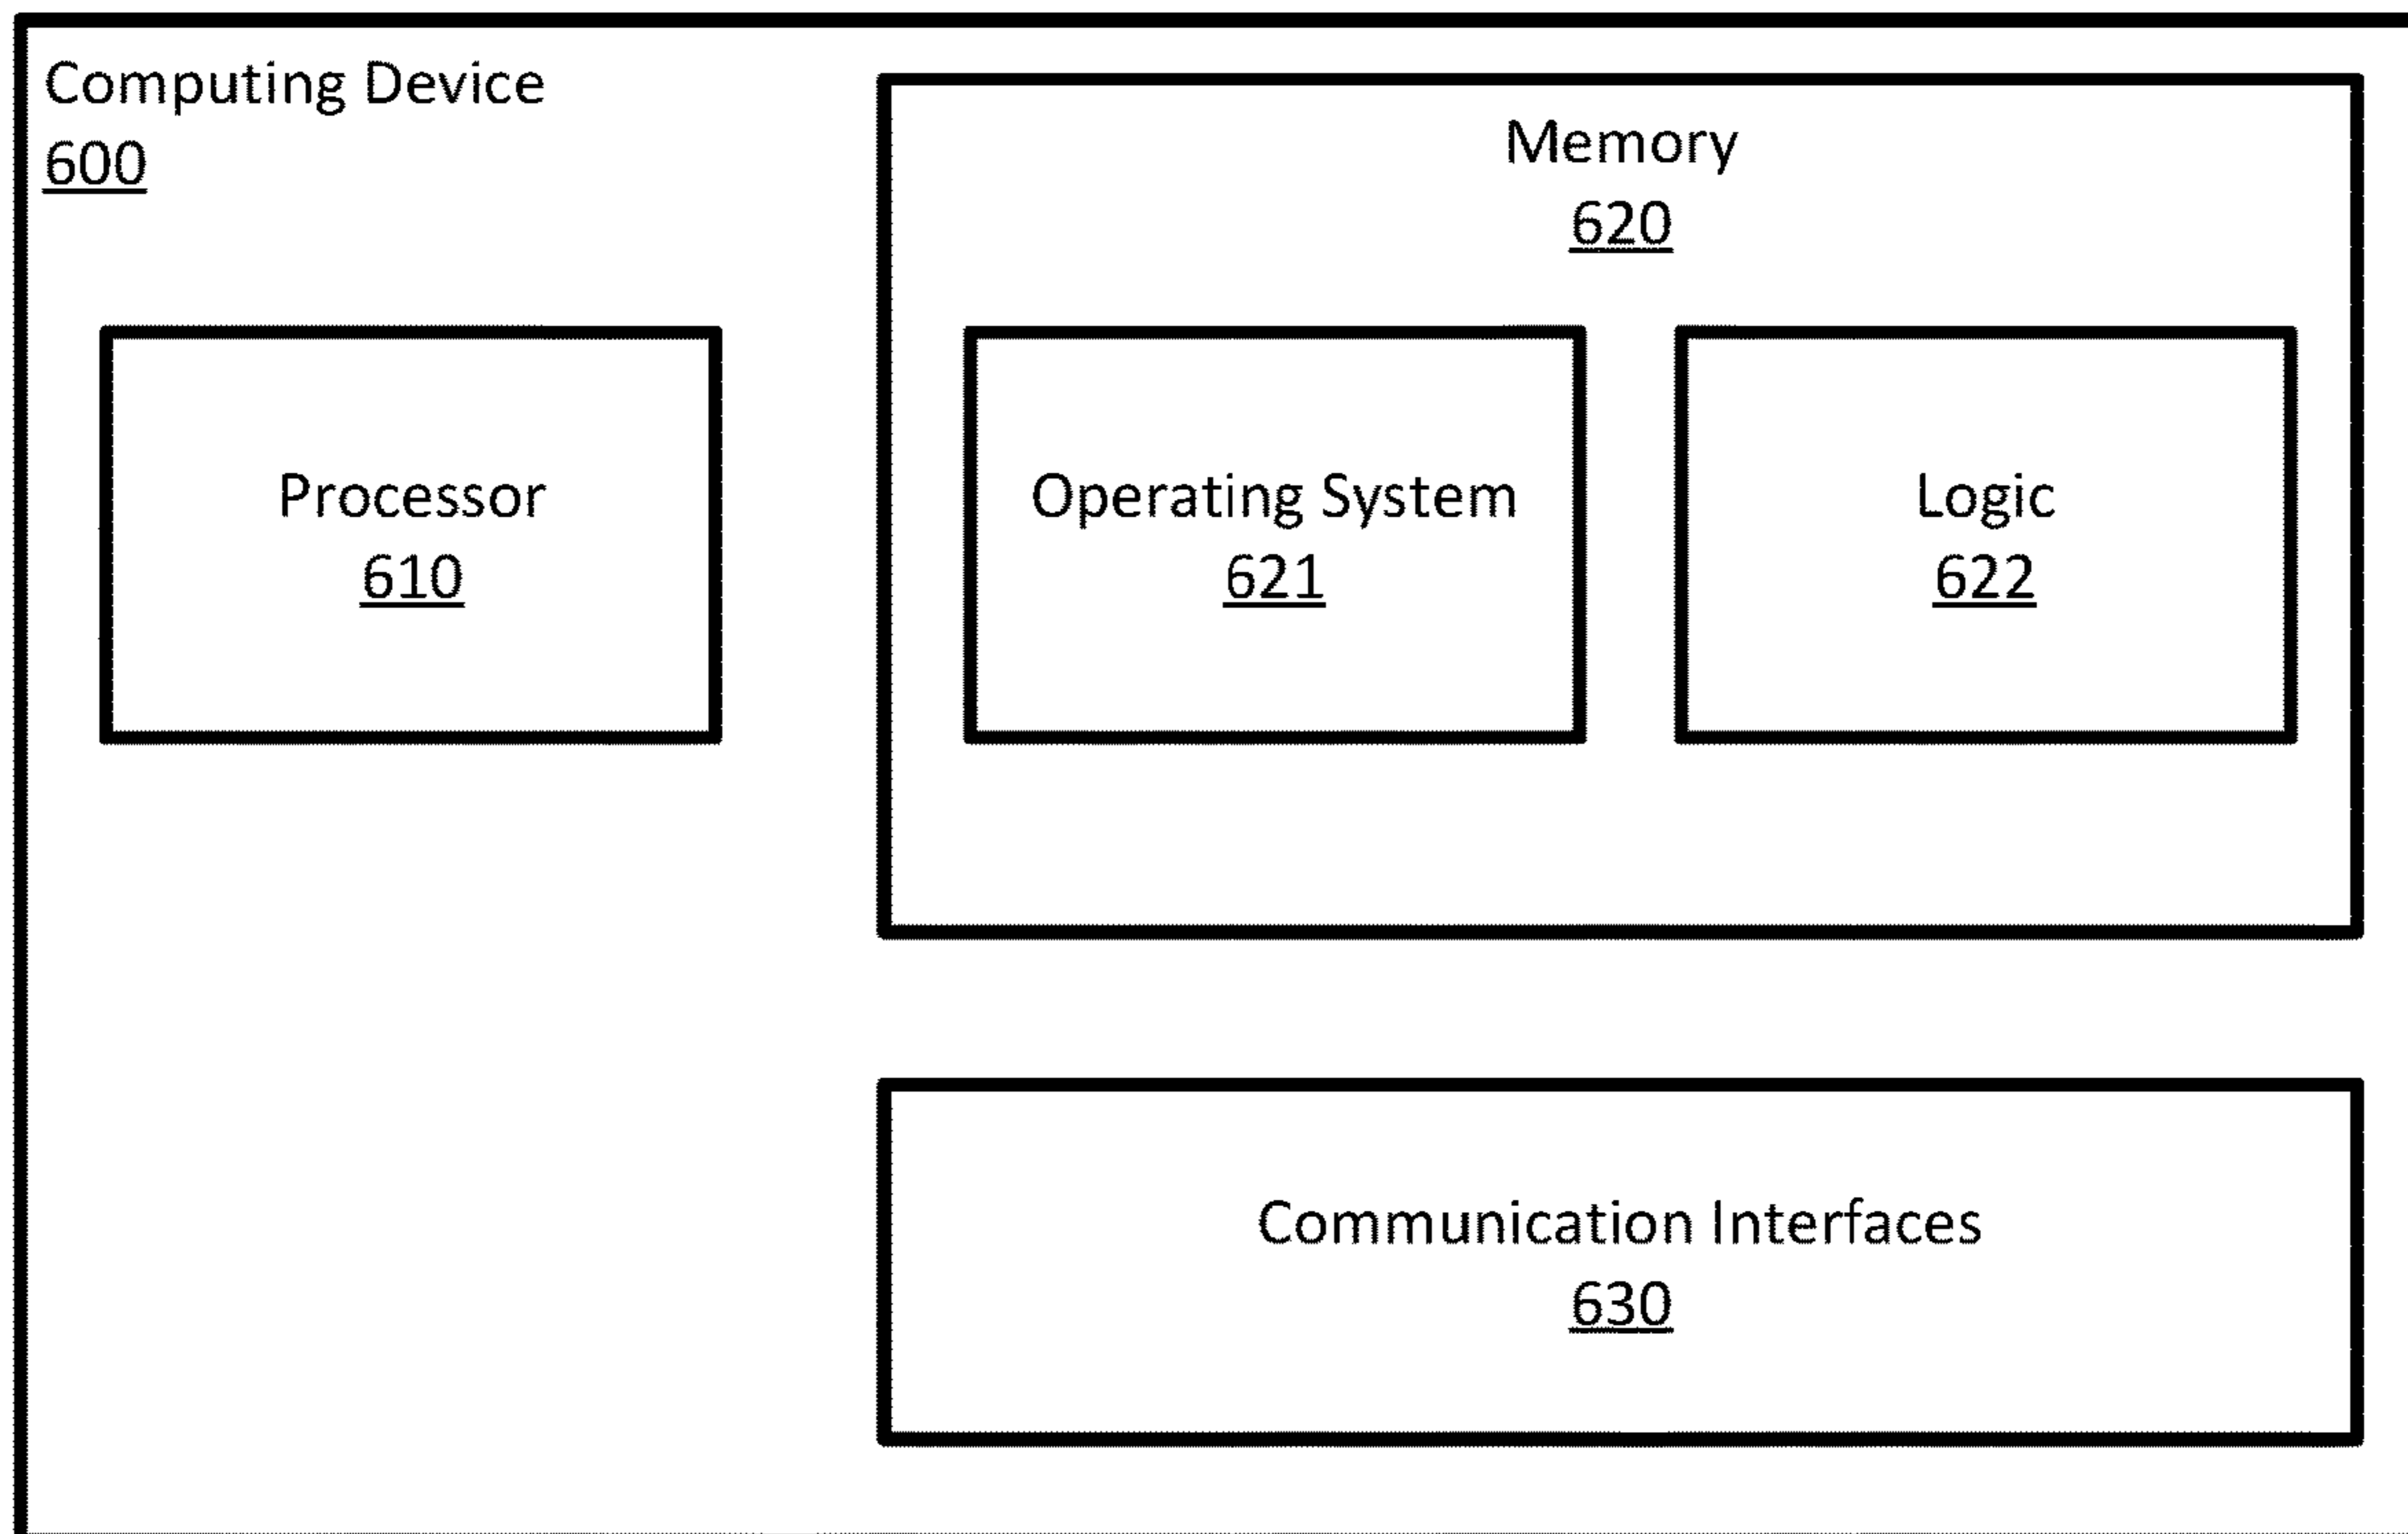 Computing Device
600
Memory
620
Processor
610
Operating System
621
Logic
622
Communication Interfaces
630